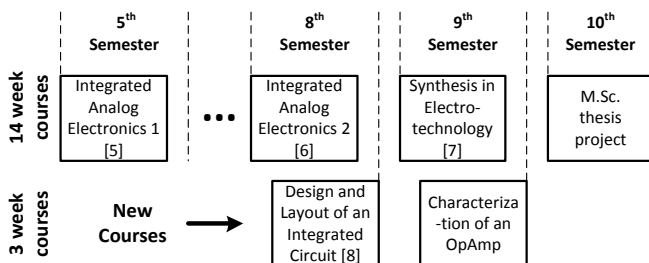 5th
Semester
8th
Semester
9th
Semester
10th
Semester
14 week
courses
Integrated
Analog
Electronics 1
[5]
...
Integrated
Analog
Electronics 2
[6]
Synthesis in
Electro-
technology
[7]
M.Sc.
thesis
project
3 week
courses
New
Courses
Design and
Layout of an
Integrated
Circuit [8]
Characteriza
-tion of an
OpAmp